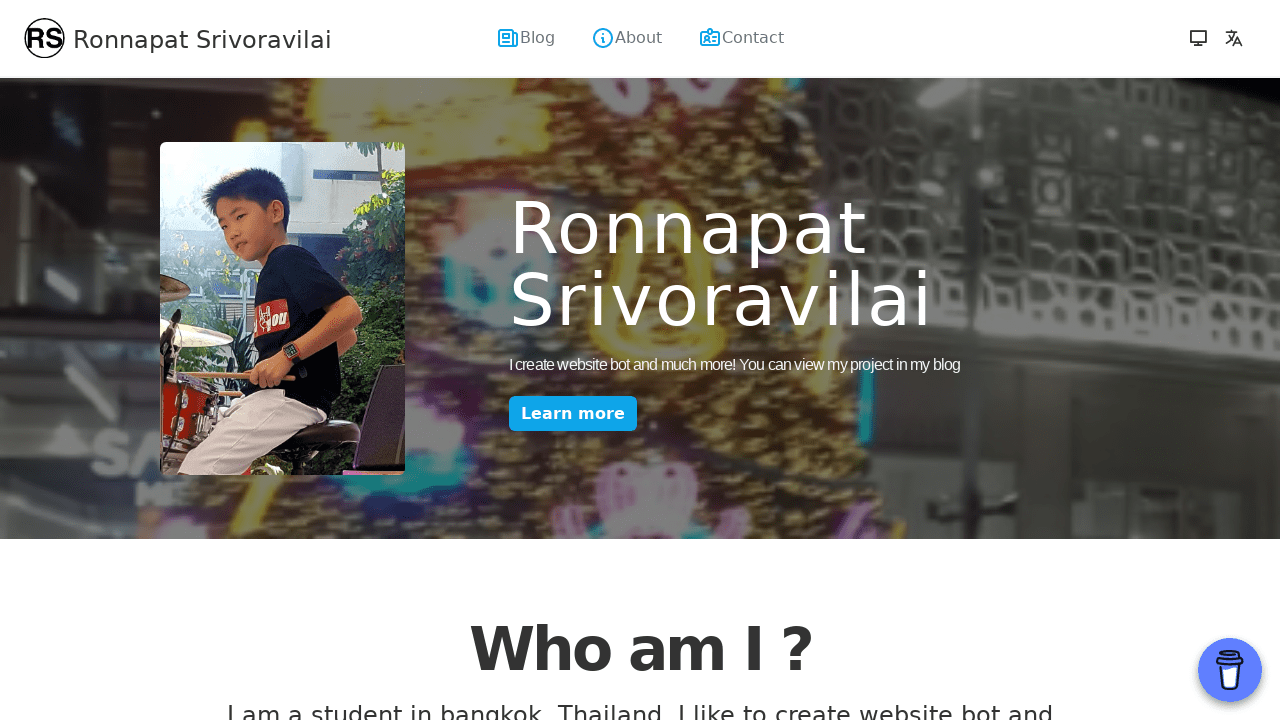 RS Ronnapat Srivoravilai
Blog
About
Contact
Ronnapat
Srivoravilai
I create website bot and much more! You can view my project in my blog
Learn more
Who am I ?
I am a student in bangkok, Thailand. I like to create website bot and